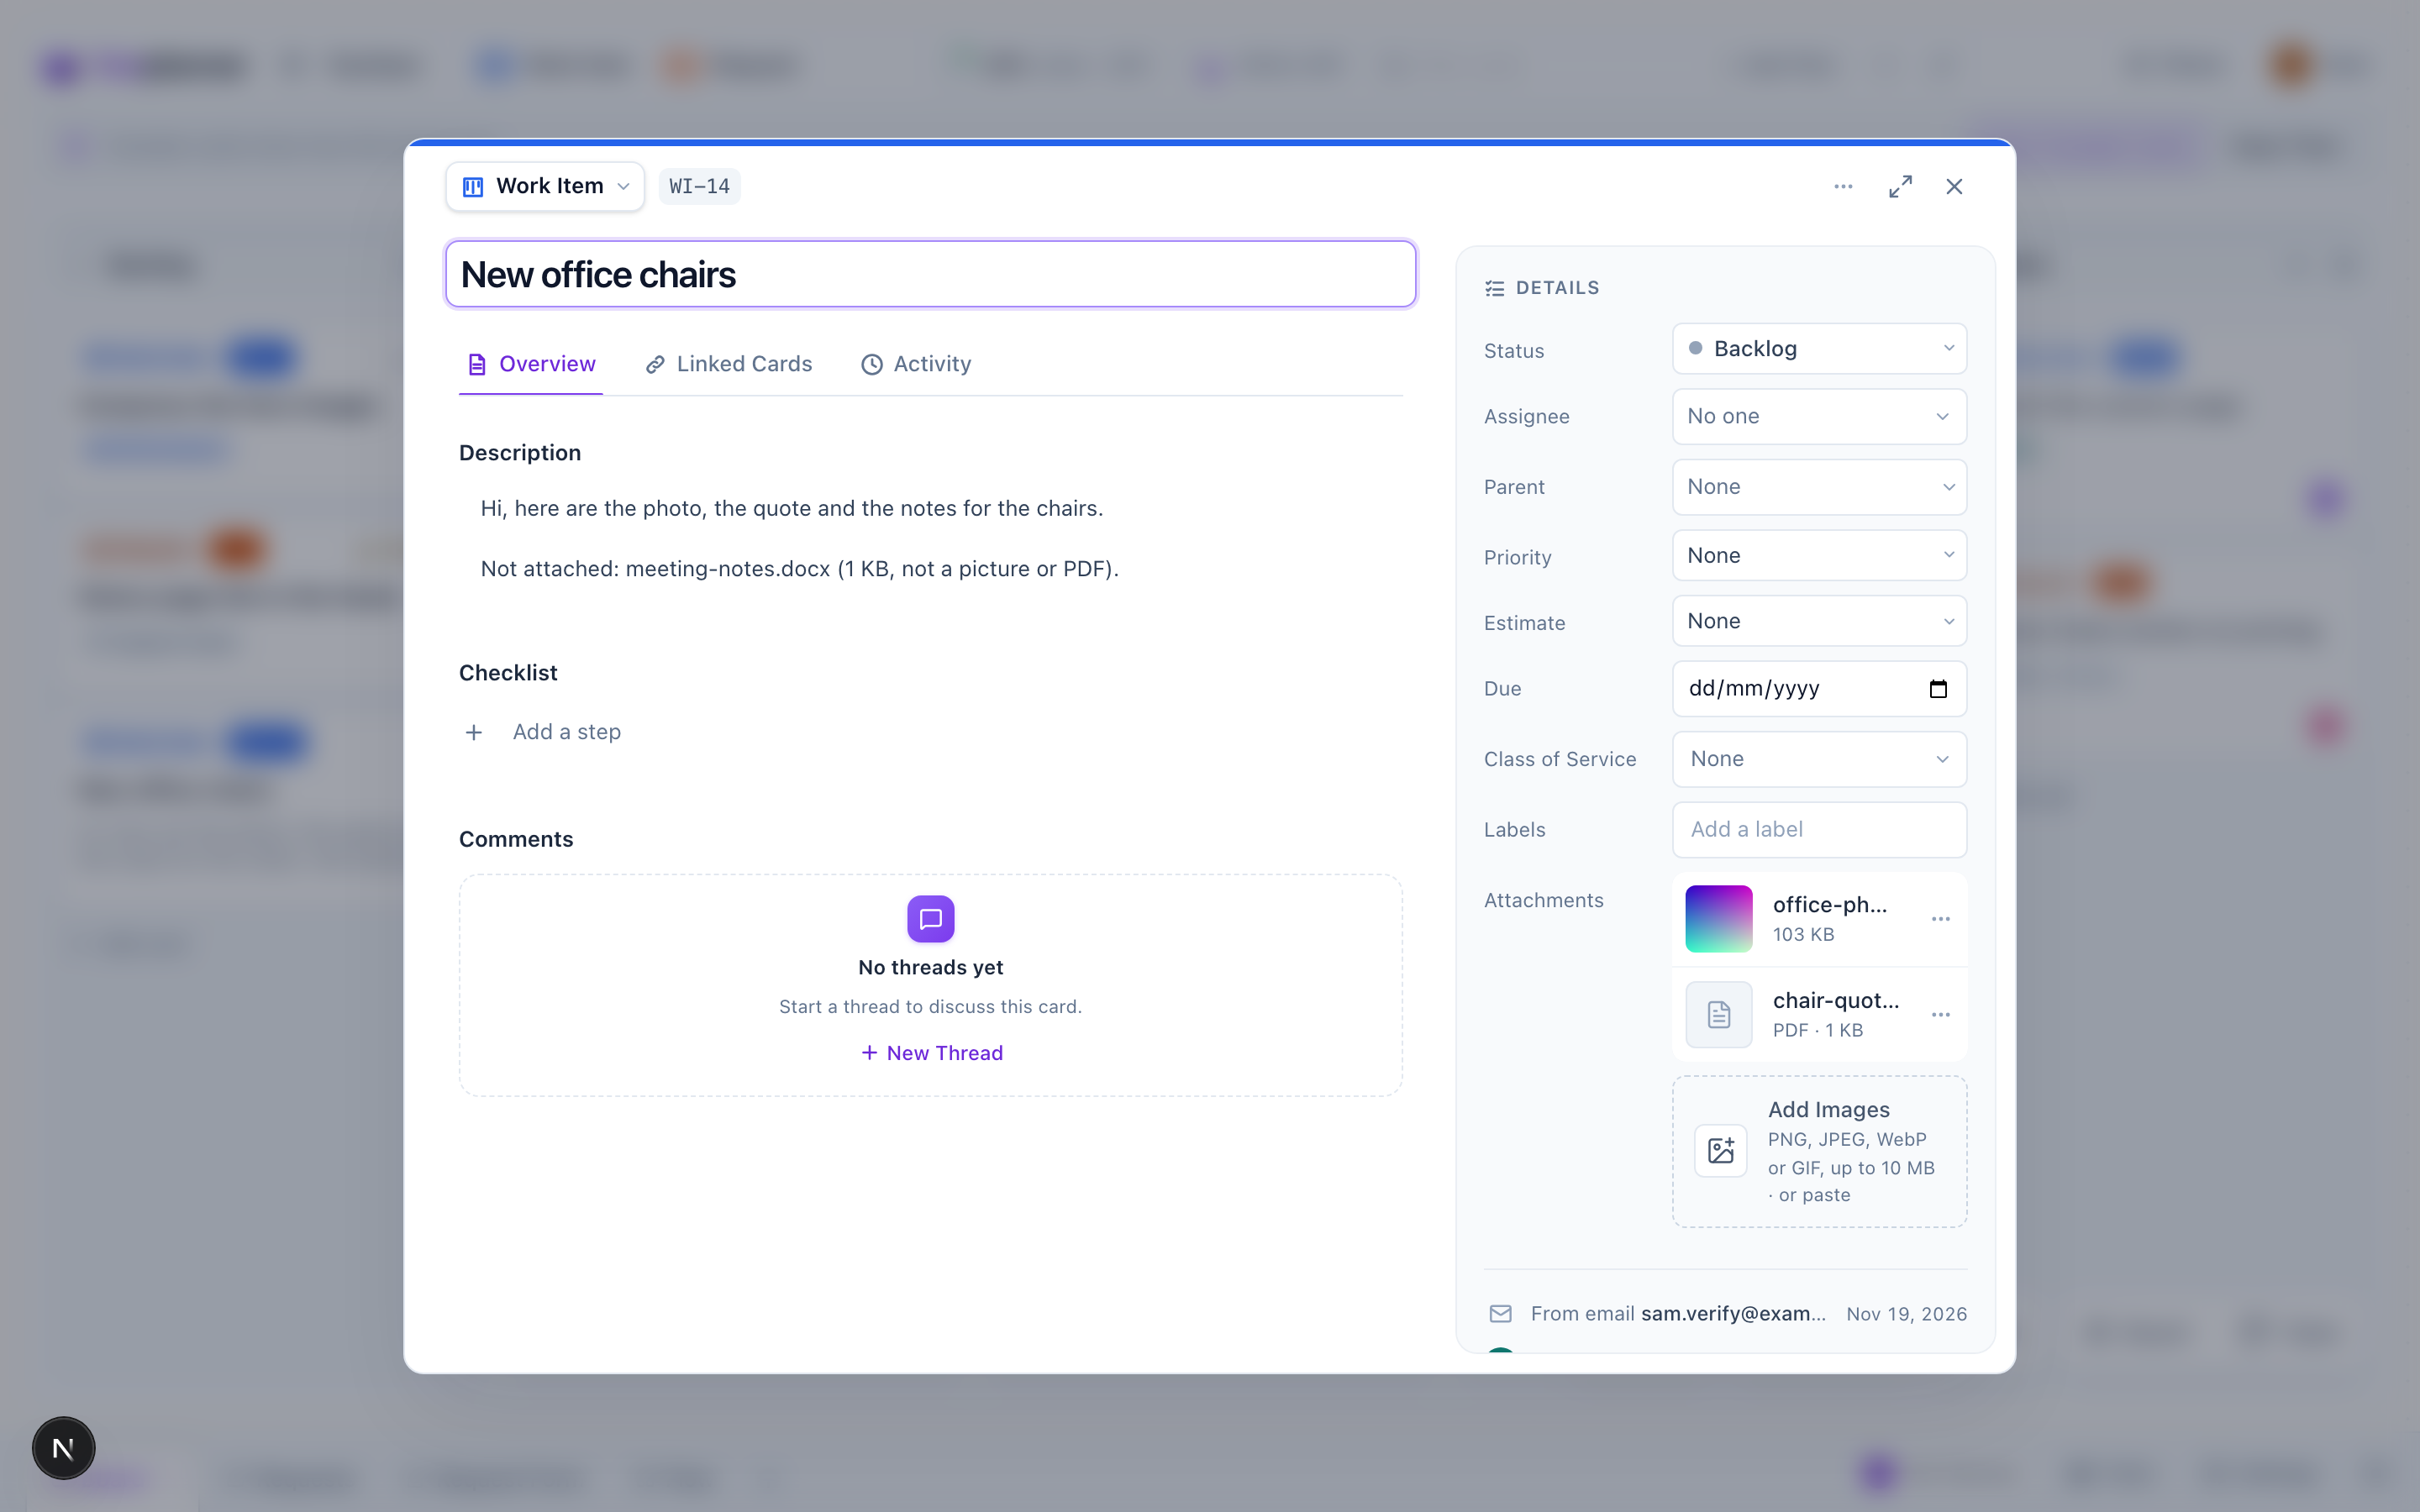 Work Item
WI-14
New office chairs
Overview
Linked Cards
Activity
Description
Hi, here are the photo, the quote and the notes for the chairs.
Not attached: meeting-notes.docx (1 KB, not a picture or PDF).
Checklist
Add a step
Comments
No threads yet
Start a thread to discuss this card.
+ New Thread
DETAILS
Status
Backlog
Assignee
No one
Parent
None
Priority
None
Estimate
None
Due
dd/mm/yyyy
Class of Service
None
Labels
Add a label
Attachments
office-ph...
103 KB
chair-quot...
PDF · 1 KB
Add Images
PNG, JPEG, WebP
or GIF, up to 10 MB
· or paste
From email sam.verify@exam... Nov 19, 2026
N